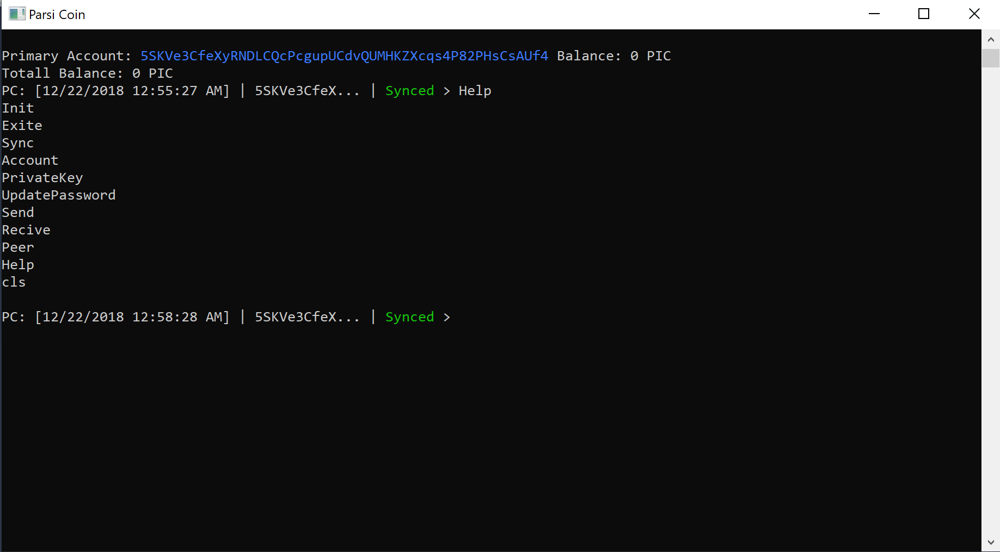 Parsi Coin
Primary Account: 5SKVe3CfeXyRNDLCQcPcgupUCdvQUMHKZXcqs4P82PHsCsAUf4 Balance: 0 PIC
Totall Balance: 0 PIC
PC: [12/22/2018 12:55:27 AM] | 5SKVe3CfeX... | Synced > Help
Init
Exite
Sync
Account
PrivateKey
UpdatePassword
Send
Recive
Peer
Help
cls
PC: [12/22/2018 12:58:28 AM] | 5SKVe3CfeX... | Synced >